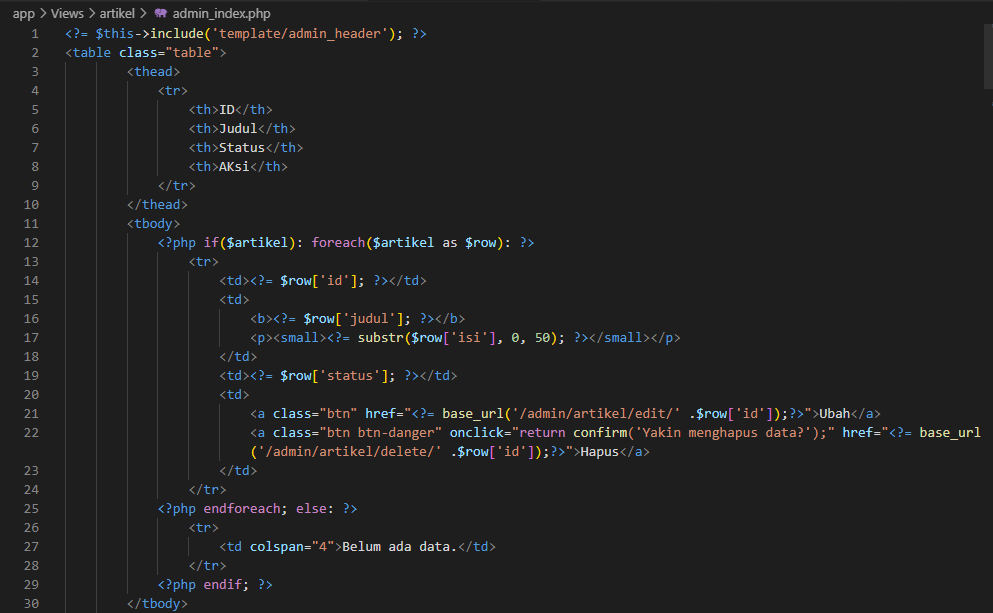 app > Views > artikel > admin_index.php
1 <?= $this->include('template/admin_header'); ?>
2 <table class="table">
3 <thead>
4 <tr>
5 <th>ID</th>
6 <th>Judul</th>
7 <th>Status</th>
8 <th>AKsi</th>
9 </tr>
10 </thead>
11 <tbody>
12 <?php if($artikel): foreach($artikel as $row): ?>
13 <tr>
14 <td><?= $row['id']; ?></td>
15 <td>
16 <b><?= $row['judul']; ?></b>
17 <p><small><?= substr($row['isi'], 0, 50); ?></small></p>
18 </td>
19 <td><?= $row['status']; ?></td>
20 <td>
21 <a class="btn" href="<?= base_url('/admin/artikel/edit/' .$row['id']);?>">Ubah</a>
22 <a class="btn btn-danger" onclick="return confirm('Yakin menghapus data?');" href="<?= base_url
('/admin/artikel/delete/' .$row['id']);?>">Hapus</a>
23 </td>
24 </tr>
25 <?php endforeach; else: ?>
26 <tr>
27 <td colspan="4">Belum ada data.</td>
28 </tr>
29 <?php endif; ?>
30 </tbody>